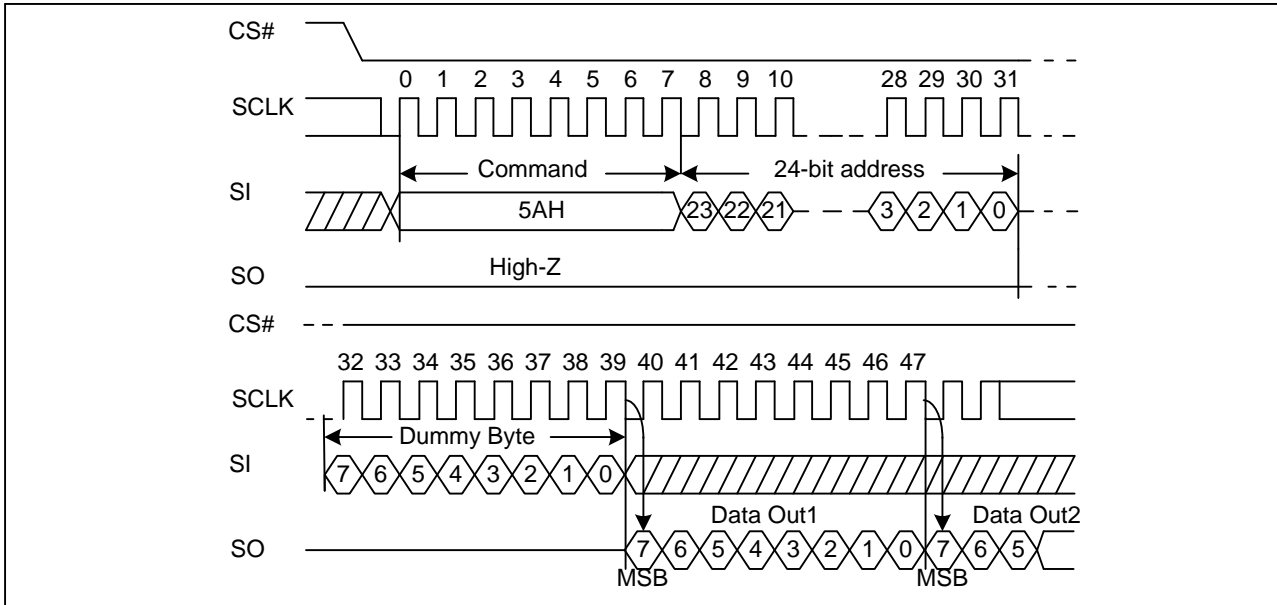 CS#
0 1 2 3 4 5 6 7 8 9 10 28 29 30 31
SCLK
Command 24-bit address
SI
5AH 23 22 21 3 2 1 0
High-Z
SO
CS#
32 33 34 35 36 37 38 39 40 41 42 43 44 45 46 47
SCLK
Dummy Byte
SI
7 6 5 4 3 2 1 0
Data Out1 Data Out2
SO
7 6 5 4 3 2 1 0 7 6 5
MSB MSB